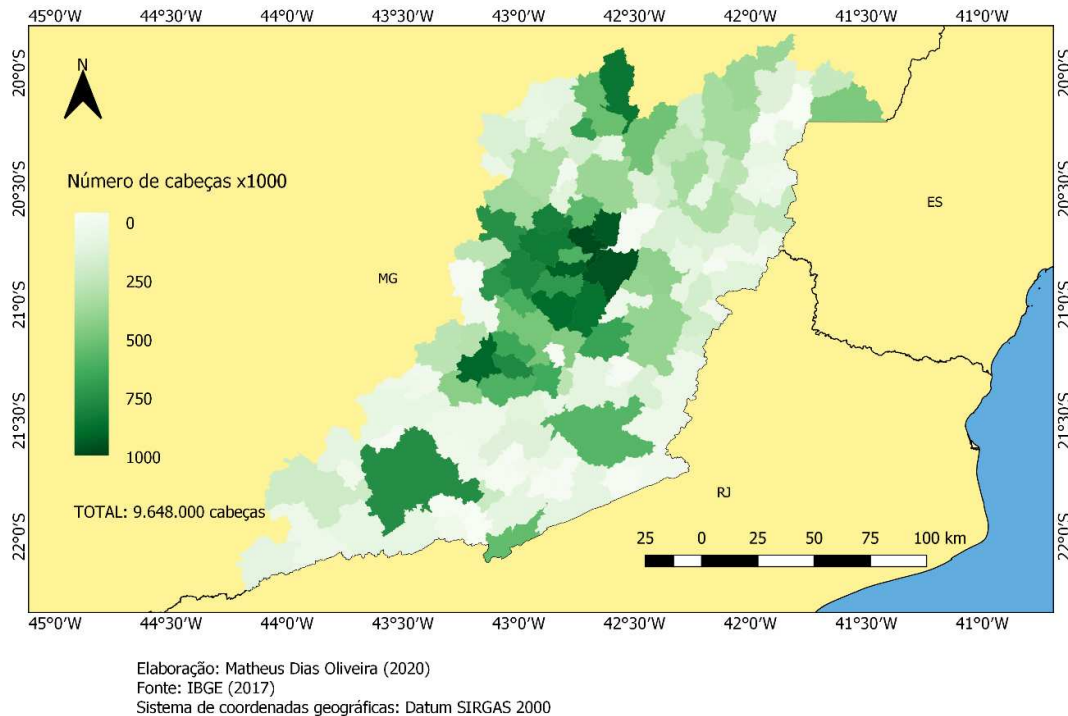 45°0'W 44°30'W 44°0'W 43°30'W 43°0'W 42°30'W 42°0'W 41°30'W 41°0'W
20°0'S 20°0'S
N
20°30'S 20°30'S
Número de cabeças x1000
0
ES
250
MG
21°0'S 21°0'S
500
750
21°30'S 21°30'S
1000
RJ
TOTAL: 9.648.000 cabeças
22°0'S 22°0'S
25 0 25 50 75 100 km
45°0'W 44°30'W 44°0'W 43°30'W 43°0'W 42°30'W 42°0'W 41°30'W 41°0'W
Elaboração: Matheus Dias Oliveira (2020)
Fonte: IBGE (2017)
Sistema de coordenadas geográficas: Datum SIRGAS 2000